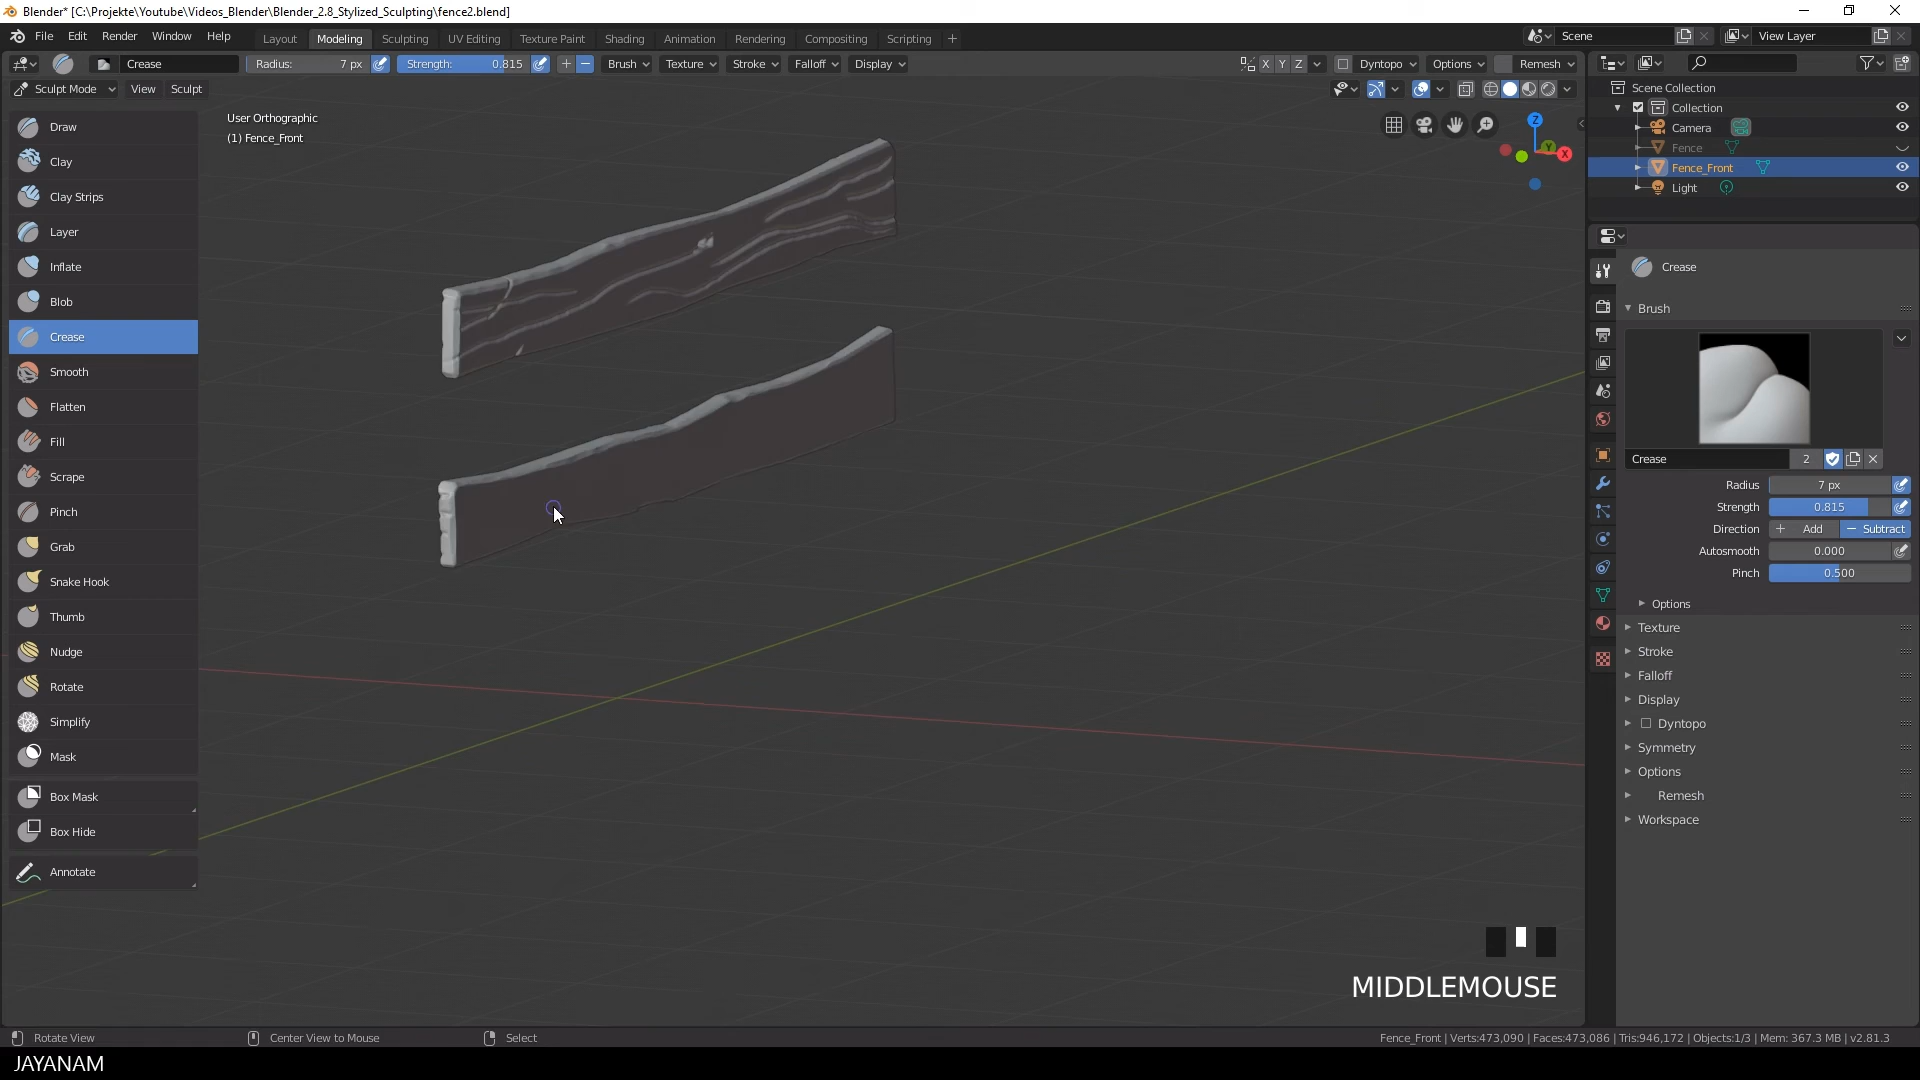 Blender* [C:\Projekte\Youtube\Videos_Blender\Blender_2.8_Stylized_Sculpting\fence2.blend]
File Edit Render Window Help Layout Modeling Sculpting UV Editing Texture Paint Shading Animation Rendering Compositing Scripting + Scene View Layer
Crease Radius: 7 px Strength: 0.815 + − Brush Texture Stroke Falloff Display X Y Z Dyntopo Options Remesh
Sculpt Mode View Sculpt
User Orthographic
(1) Fence_Front
Draw
Clay
Clay Strips
Layer
Inflate
Blob
Crease
Smooth
Flatten
Fill
Scrape
Pinch
Grab
Snake Hook
Thumb
Nudge
Rotate
Simplify
Mask
Box Mask
Box Hide
Annotate
Z
Y
X
Scene Collection
Collection
Camera
Fence
Fence_Front
Light
Crease
Brush
Crease 2
Radius 7 px
Strength 0.815
Direction + Add − Subtract
Autosmooth 0.000
Pinch 0.500
Options
Texture
Stroke
Falloff
Display
Dyntopo
Symmetry
Options
Remesh
Workspace
MIDDLEMOUSE
Rotate View Center View to Mouse Select Fence_Front | Verts:473,090 | Faces:473,086 | Tris:946,172 | Objects:1/3 | Mem: 367.3 MB | v2.81.3
JAYANAM